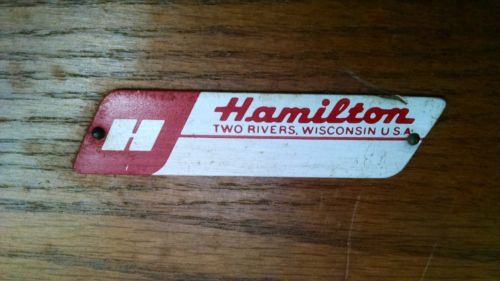 H
Hamilton
TWO RIVERS, WISCONSIN U.S.A.